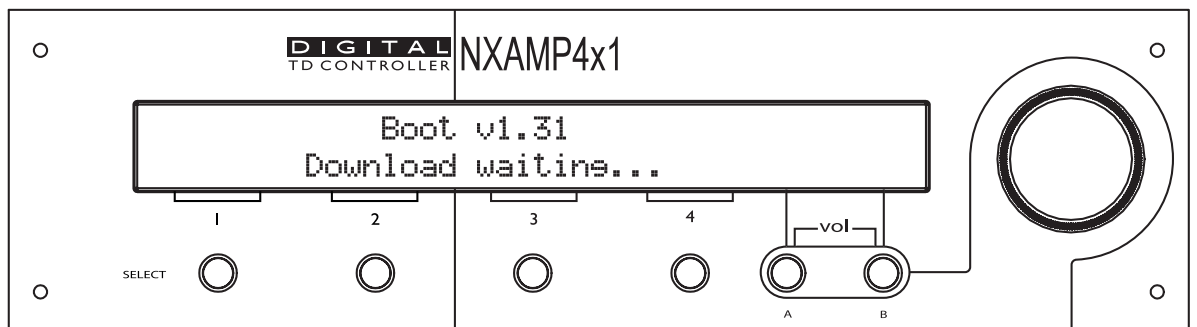 DIGITAL
TD CONTROLLER
NXAMP4x1
Boot v1.31
Download waiting...
1 2 3 4
vol
SELECT
A B